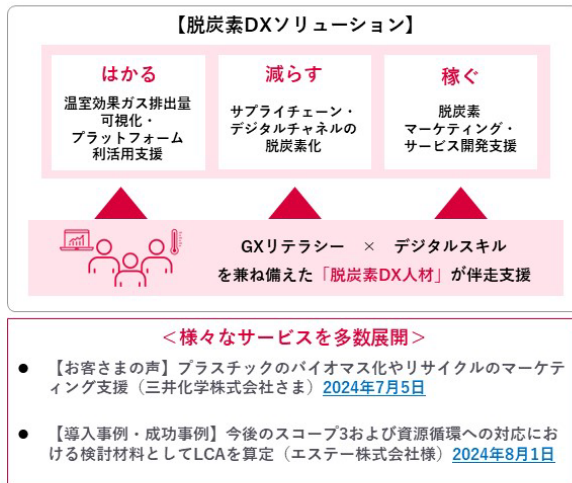 【脱炭素DXソリューション】
はかる
温室効果ガス排出量
可視化・
プラットフォーム
利活用支援
減らす
サプライチェーン・
デジタルチャネルの
脱炭素化
稼ぐ
脱炭素
マーケティング・
サービス開発支援
GXリテラシー × デジタルスキル
を兼ね備えた「脱炭素DX人材」が伴走支援
＜様々なサービスを多数展開＞
● 【お客さまの声】プラスチックのバイオマス化やリサイクルのマーケテ
ィング支援（三井化学株式会社さま）2024年7月5日
● 【導入事例・成功事例】今後のスコープ3および資源循環への対応にお
ける検討材料としてLCAを算定（エステー株式会社様）2024年8月1日